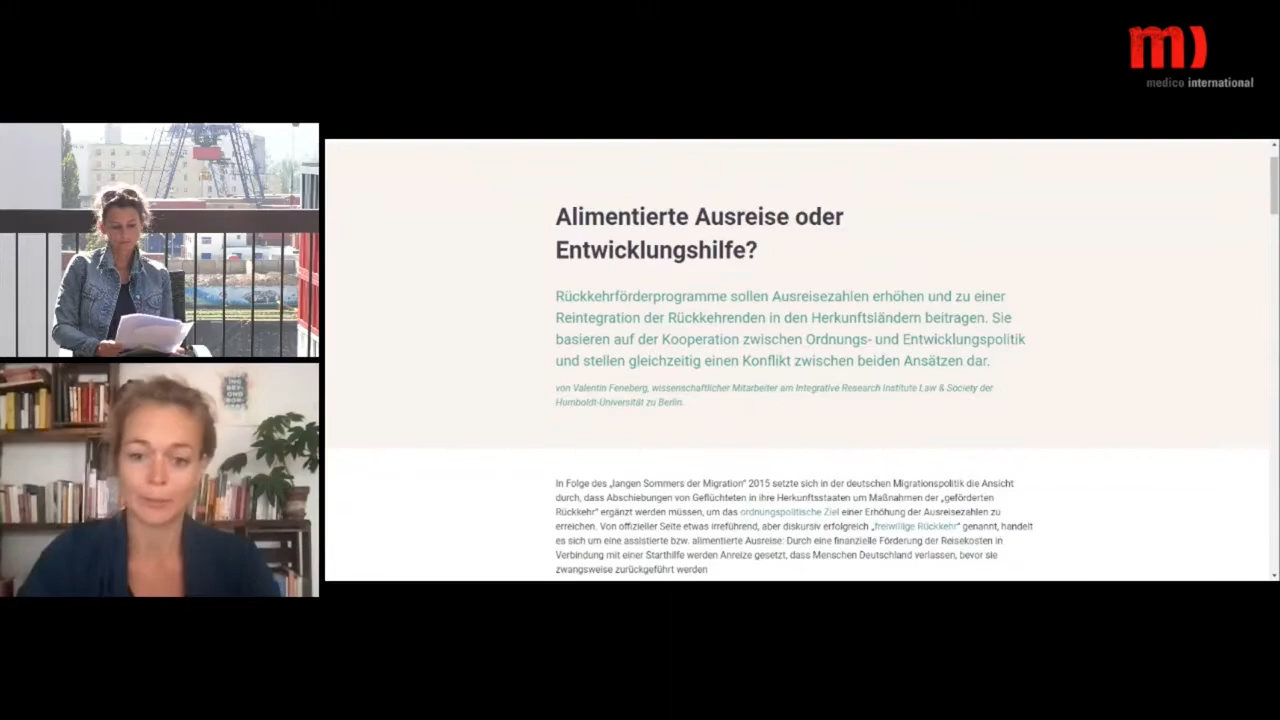 m)
medico international
Alimentierte Ausreise oder
Entwicklungshilfe?
Rückkehrförderprogramme sollen Ausreisezahlen erhöhen und zu einer
Reintegration der Rückkehrenden in den Herkunftsländern beitragen. Sie
basieren auf der Kooperation zwischen Ordnungs- und Entwicklungspolitik
und stellen gleichzeitig einen Konflikt zwischen beiden Ansätzen dar.
von Valentin Feneberg, wissenschaftlicher Mitarbeiter am Integrative Research Institute Law & Society der
Humboldt-Universität zu Berlin.
In Folge des „langen Sommers der Migration“ 2015 setzte sich in der deutschen Migrationspolitik die Ansicht
durch, dass Abschiebungen von Geflüchteten in ihre Herkunftsstaaten um Maßnahmen der „geförderten
Rückkehr“ ergänzt werden müssen, um das ordnungspolitische Ziel einer Erhöhung der Ausreisezahlen zu
erreichen. Von offizieller Seite etwas irreführend, aber diskursiv erfolgreich „freiwillige Rückkehr“ genannt, handelt
es sich um eine assistierte bzw. alimentierte Ausreise: Durch eine finanzielle Förderung der Reisekosten in
Verbindung mit einer Starthilfe werden Anreize gesetzt, dass Menschen Deutschland verlassen, bevor sie
zwangsweise zurückgeführt werden